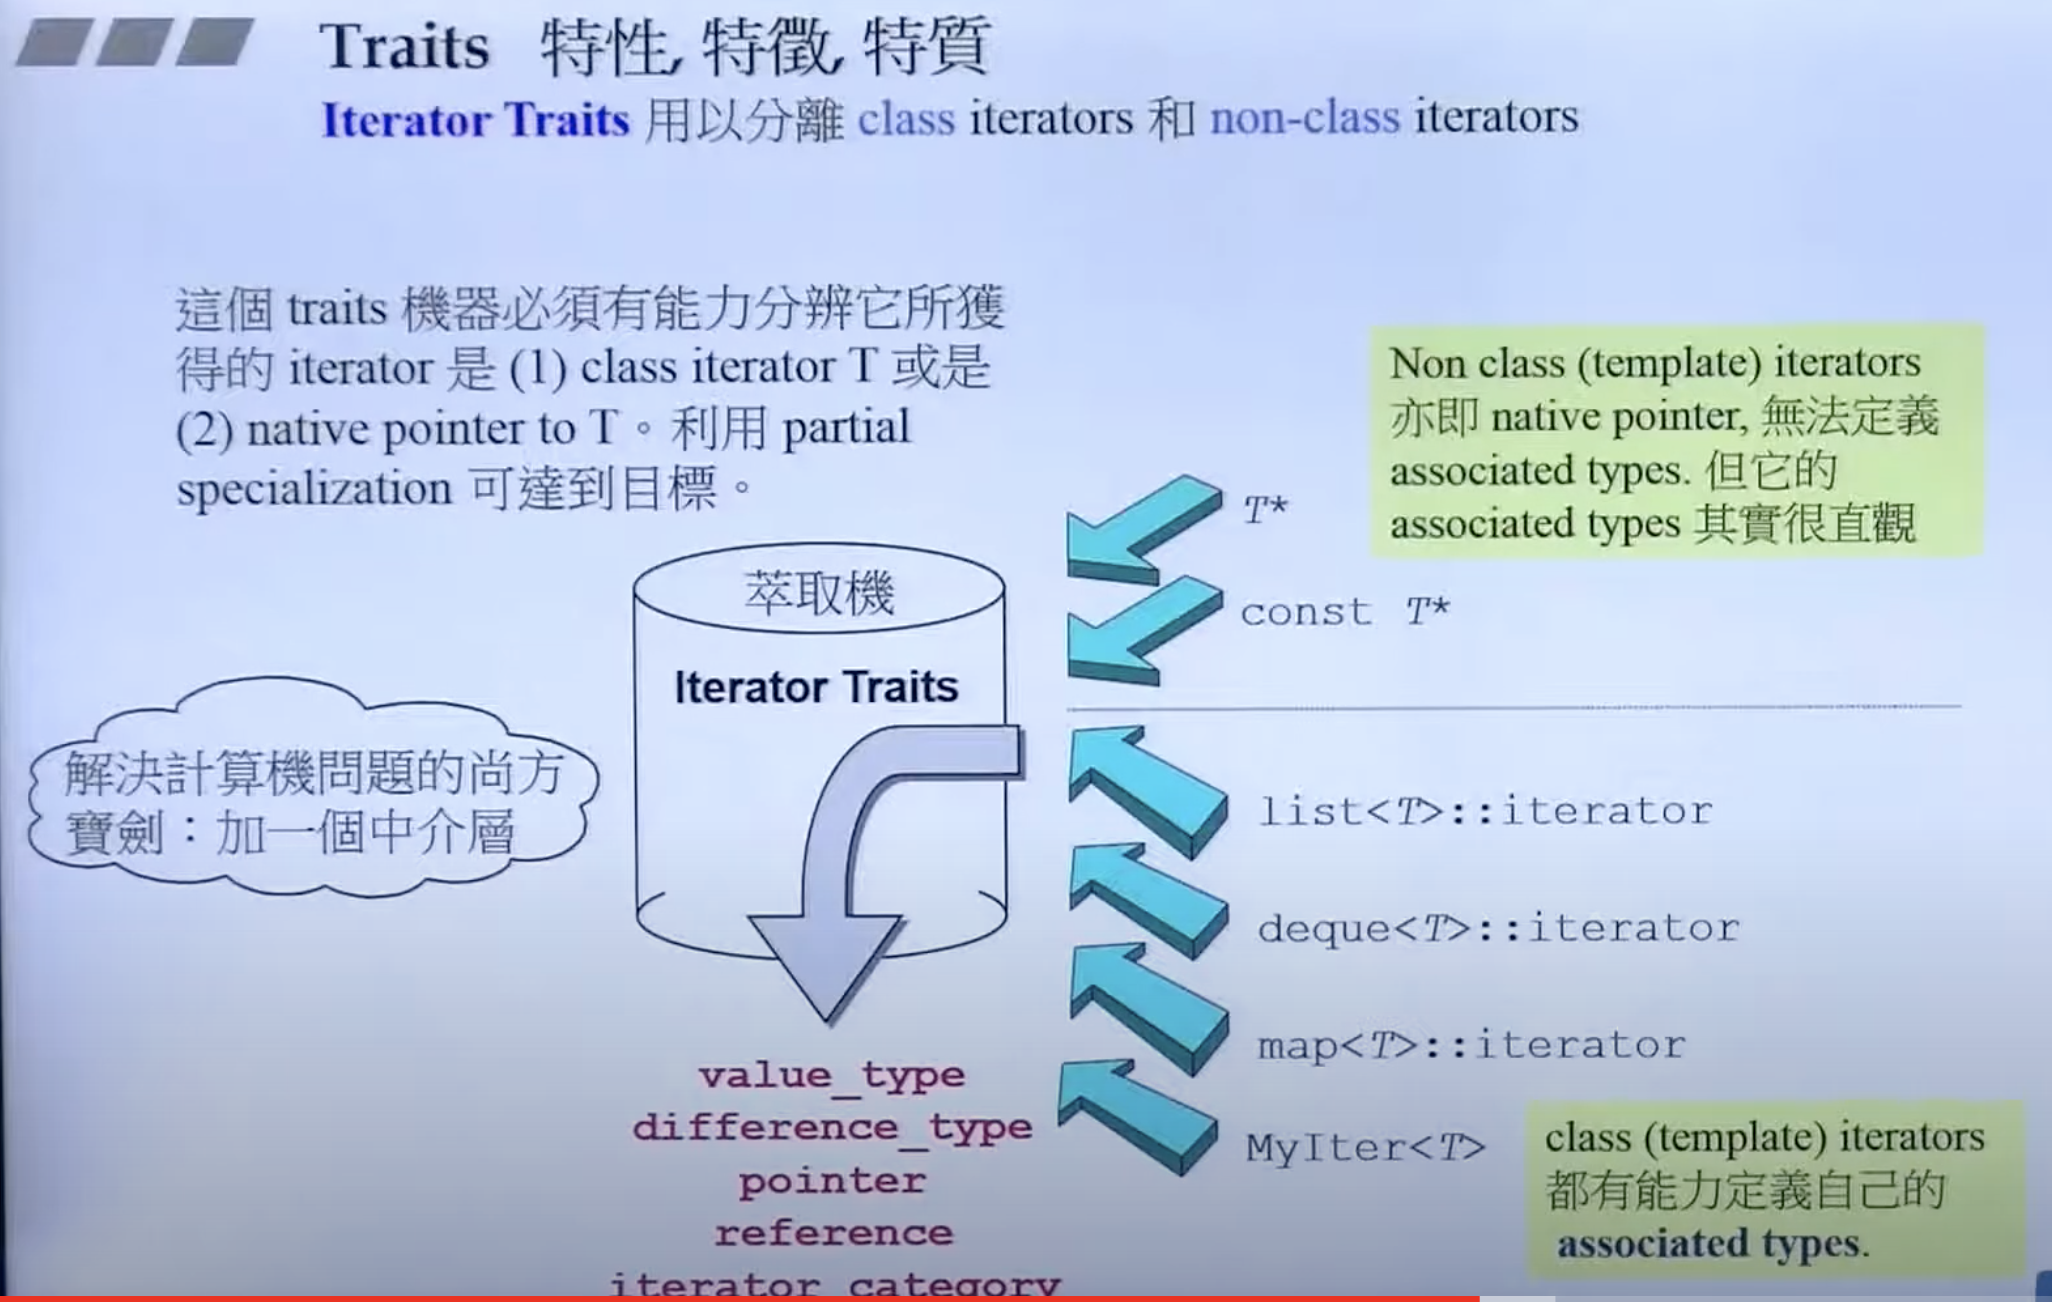 Traits 特性, 特徵, 特質
Iterator Traits 用以分離 class iterators 和 non-class iterators
這個 traits 機器必須有能力分辨它所獲
得的 iterator 是 (1) class iterator T 或是
(2) native pointer to T。利用 partial
specialization 可達到目標。
Non class (template) iterators
亦即 native pointer, 無法定義
associated types. 但它的
associated types 其實很直觀
T*
const T*
萃取機
Iterator Traits
解決計算機問題的尚方
寶劍：加一個中介層
list<T>::iterator
deque<T>::iterator
map<T>::iterator
MyIter<T>
class (template) iterators
都有能力定義自己的
associated types.
value_type
difference_type
pointer
reference
iterator_category